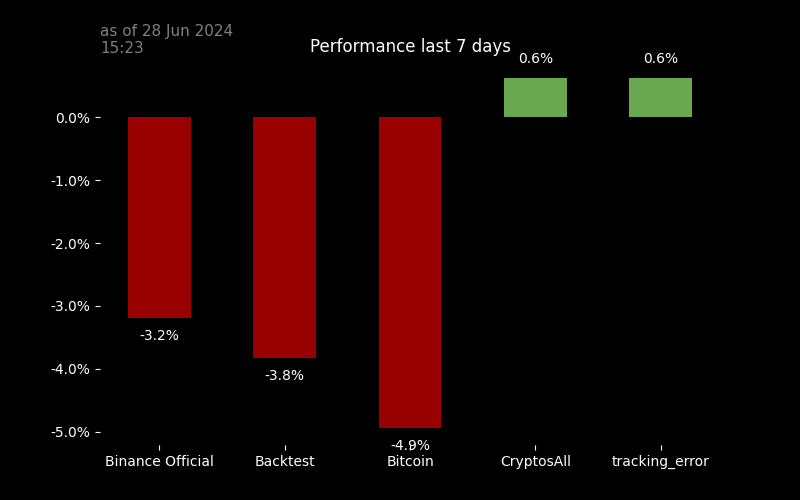 as of 28 Jun 2024
15:23
Performance last 7 days
0.6%
0.6%
0.0%
-1.0%
-2.0%
-3.0%
-4.0%
-5.0%
-3.2%
-3.8%
-4.9%
Binance Official
Backtest
Bitcoin
CryptosAll
tracking_error